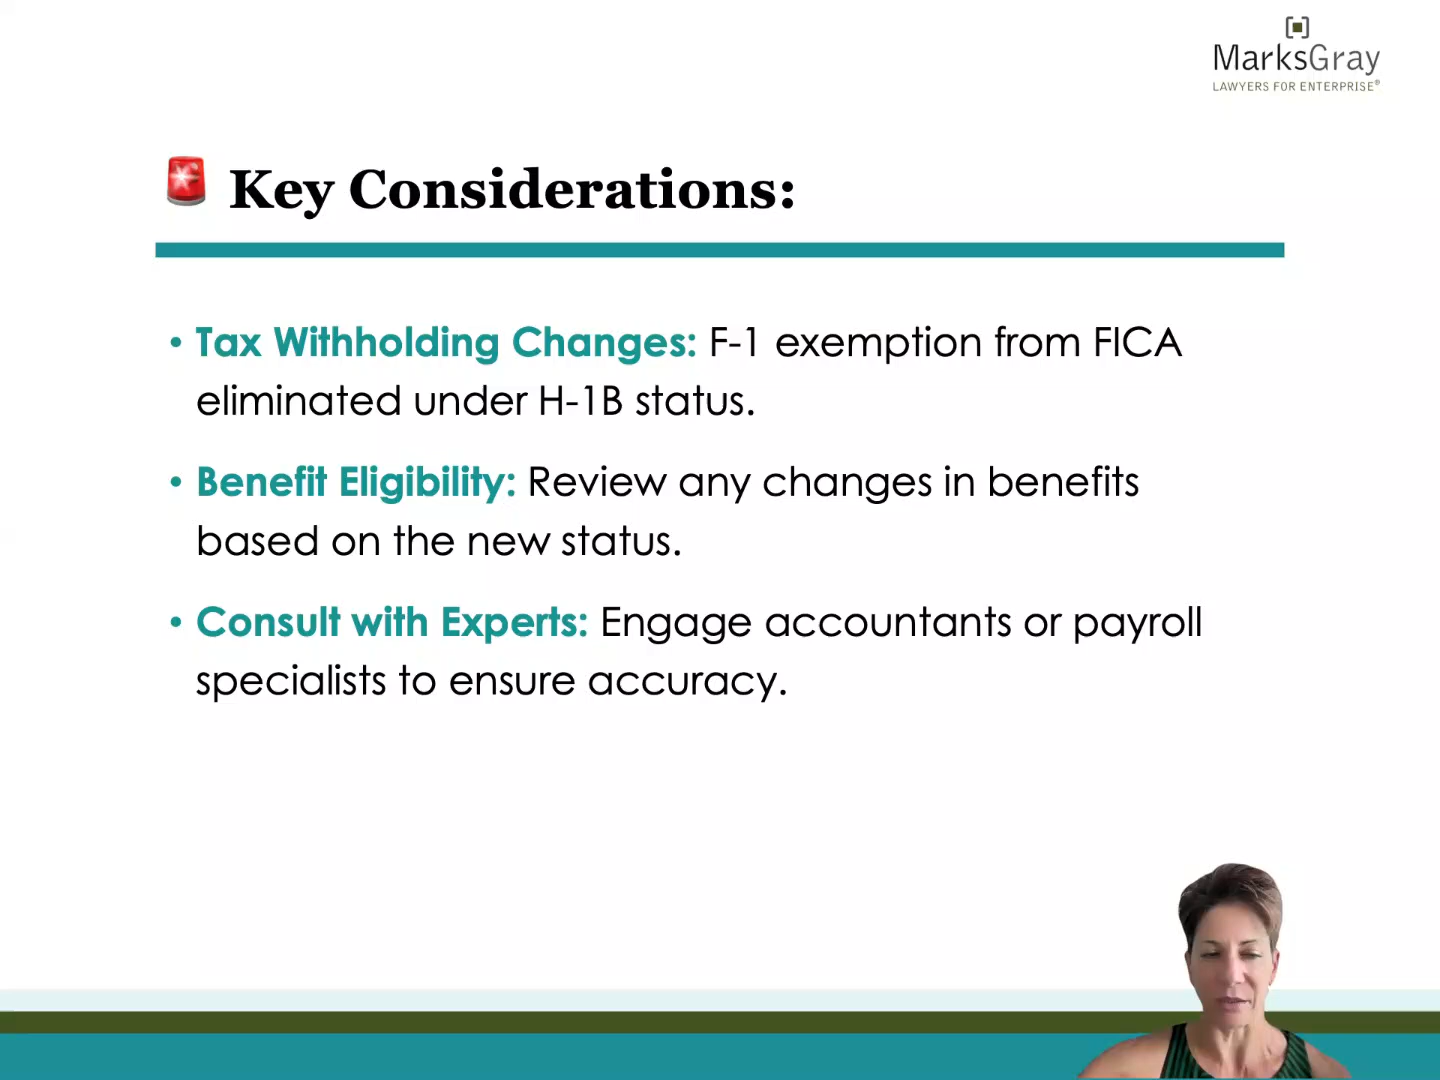 MarksGray
LAWYERS FOR ENTERPRISE®
Key Considerations:
• Tax Withholding Changes: F-1 exemption from FICA
eliminated under H-1B status.
• Benefit Eligibility: Review any changes in benefits
based on the new status.
• Consult with Experts: Engage accountants or payroll
specialists to ensure accuracy.